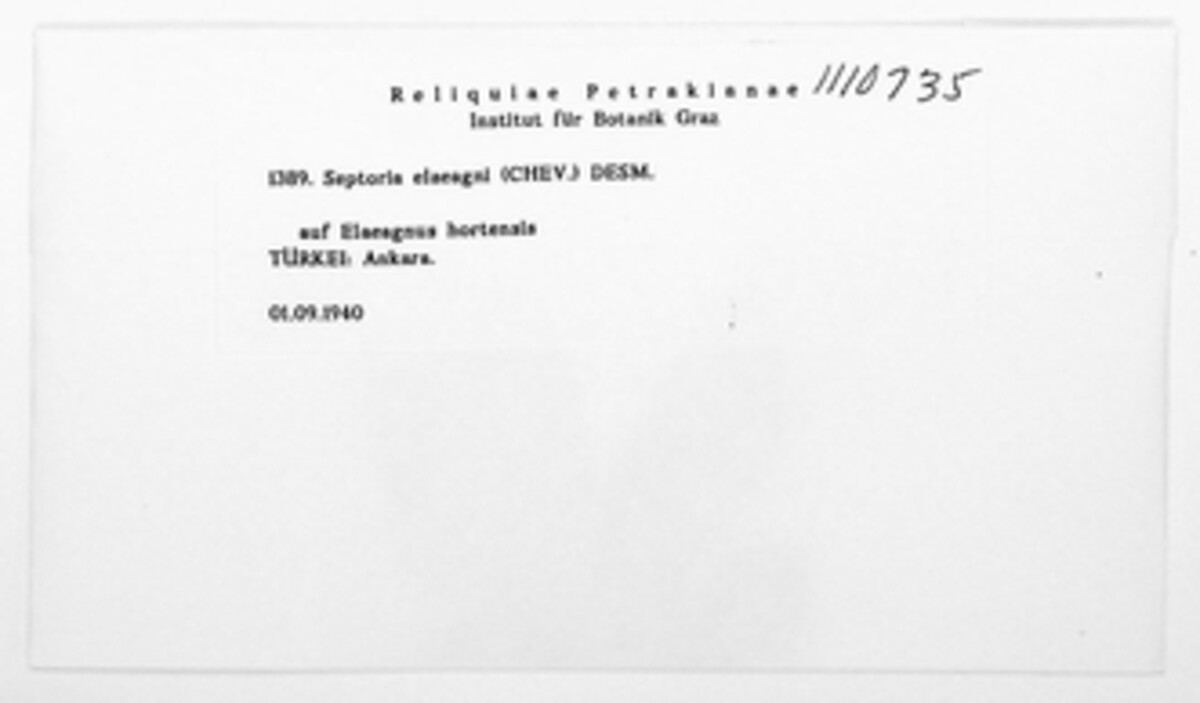 Reliquiae Petrakianae 1110735
Institut für Botanik Graz
1389. Septoria elaeagni (CHEV.) DESM.
auf Elaeagnus hortensis
TÜRKEI: Ankara.
01.09.1940